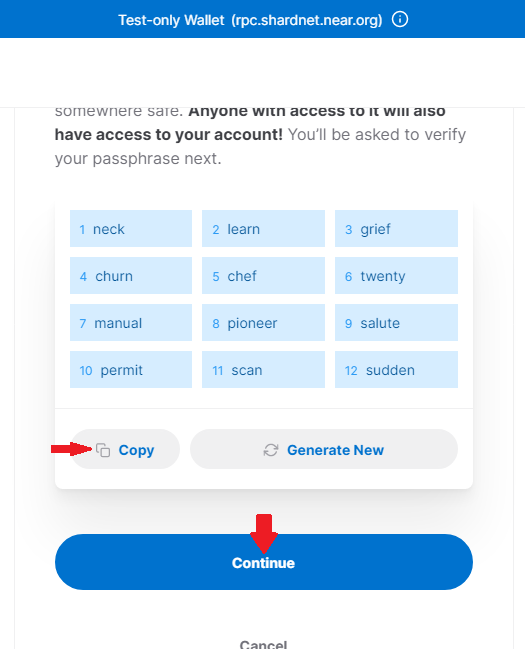 Test-only Wallet (rpc.shardnet.near.org)
somewhere safe. Anyone with access to it will also
have access to your account! You'll be asked to verify
your passphrase next.
1 neck 2 learn 3 grief
4 churn 5 chef 6 twenty
7 manual 8 pioneer 9 salute
10 permit 11 scan 12 sudden
Copy Generate New
Continue
Cancel